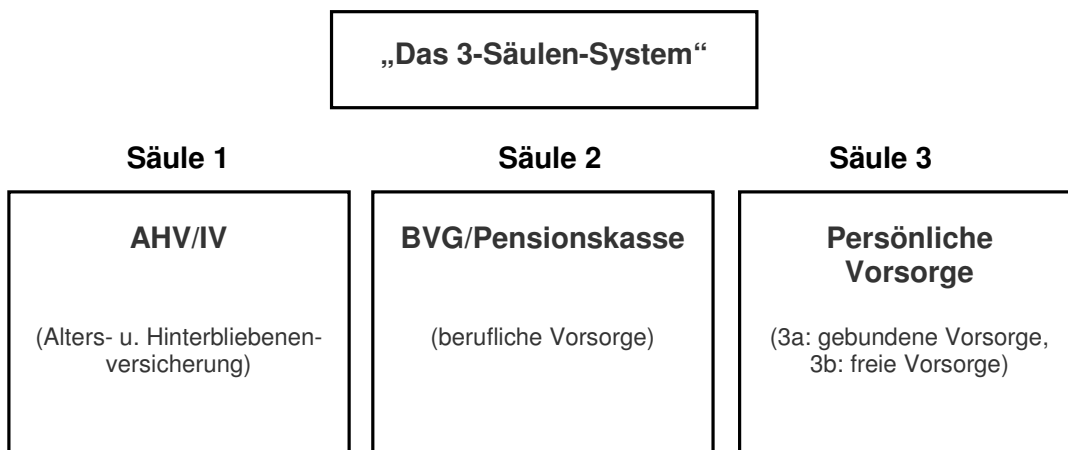 „Das 3-Säulen-System“
Säule 1
Säule 2
Säule 3
AHV/IV
(Alters- u. Hinterbliebenen-
versicherung)
BVG/Pensionskasse
(berufliche Vorsorge)
Persönliche
Vorsorge
(3a: gebundene Vorsorge,
3b: freie Vorsorge)